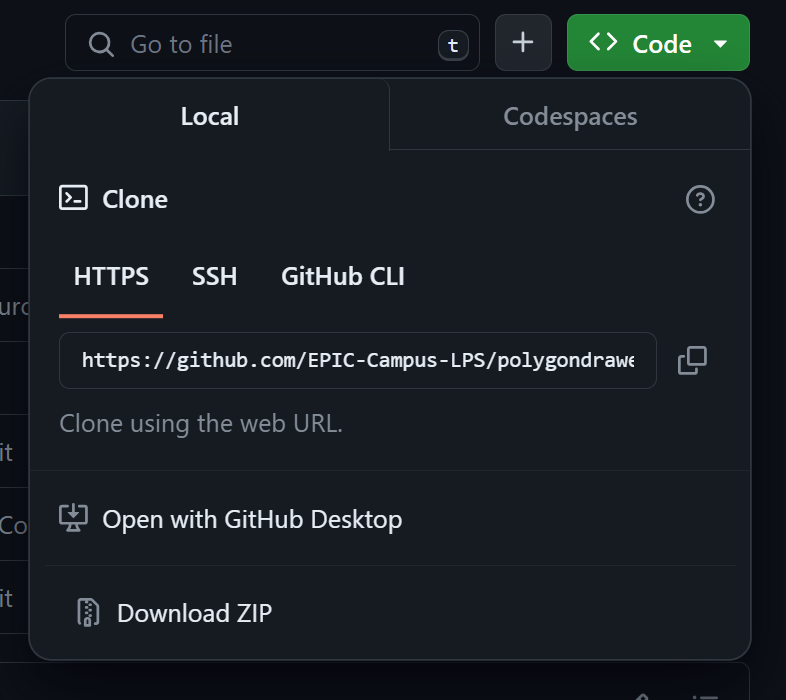 Go to file
t
Code
Local
Codespaces
Clone
HTTPS
SSH
GitHub CLI
https://github.com/EPIC-Campus-LPS/polygondrawe
Clone using the web URL.
Open with GitHub Desktop
Download ZIP
urc
it
Co
it